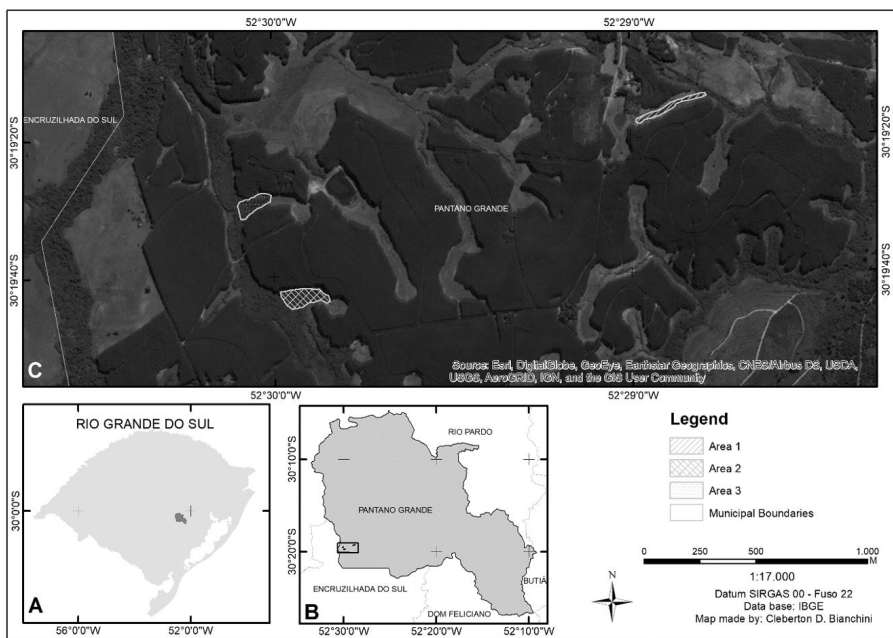 52°30'0"W
52°29'0"W
ENCRUZILHADA DO SUL
30°19'20"S
30°19'20"S
PANTANO GRANDE
30°19'40"S
30°19'40"S
C
Source: Esri, DigitalGlobe, GeoEye, Earthstar Geographics, CNES/Airbus DS, USDA,
USGS, AeroGRID, IGN, and the GIS User Community
52°30'0"W
52°29'0"W
RIO GRANDE DO SUL
30°0'0"S
A
56°0'0"W
52°0'0"W
RIO PARDO
30°10'0"S
PANTANO GRANDE
30°20'0"S
ENCRUZILHADA DO SUL
BUTIÁ
DOM FELICIANO
B
52°30'0"S
52°20'0"S
52°10'0"S
Legend
Area 1
Area 2
Area 3
Municipal Boundaries
0 250 500 1.000
M
1:17.000
N
Datum SIRGAS 00 - Fuso 22
Data base: IBGE
Map made by: Cleberton D. Bianchini